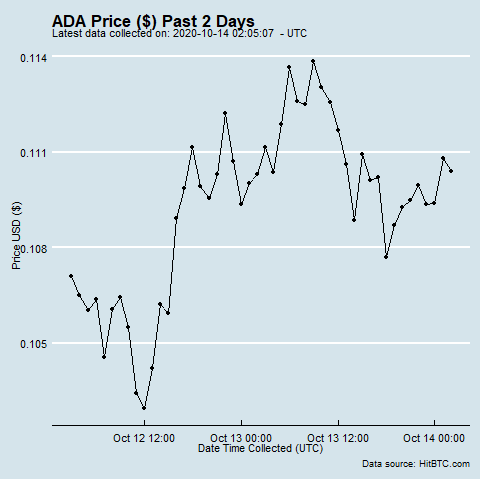 ADA Price ($) Past 2 Days
Latest data collected on: 2020-10-14 02:05:07  - UTC
0.114
0.111
0.108
0.105
Price USD ($)
Oct 12 12:00 Oct 13 00:00 Oct 13 12:00 Oct 14 00:00
Date Time Collected (UTC)
Data source: HitBTC.com